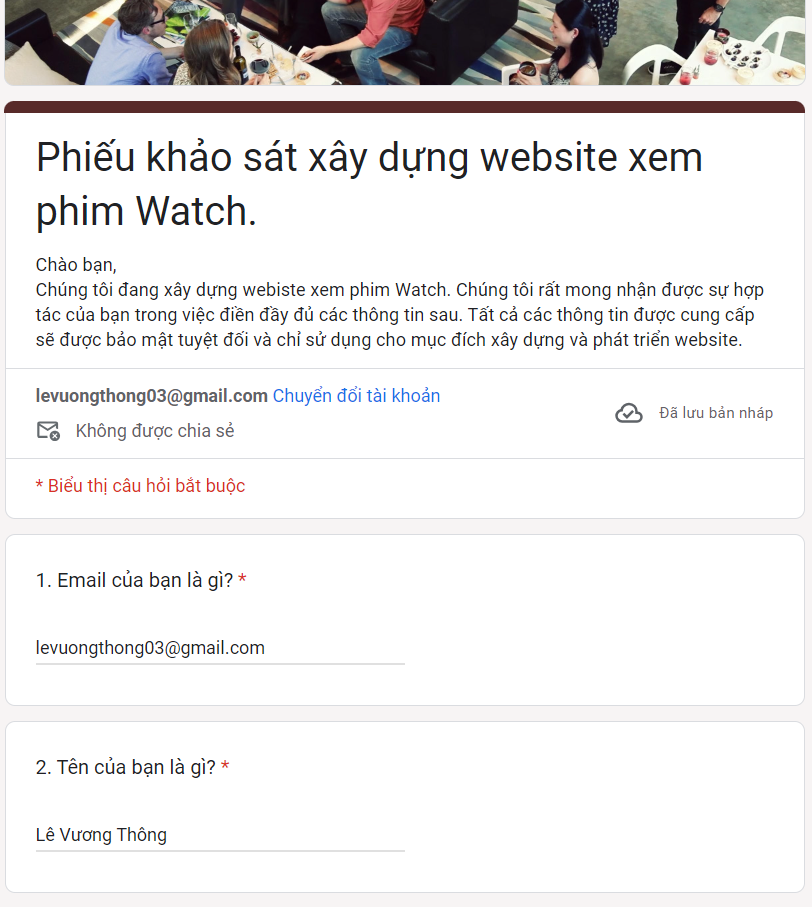 Phiếu khảo sát xây dựng website xem
phim Watch.
Chào bạn,
Chúng tôi đang xây dựng webiste xem phim Watch. Chúng tôi rất mong nhận được sự hợp
tác của bạn trong việc điền đầy đủ các thông tin sau. Tất cả các thông tin được cung cấp
sẽ được bảo mật tuyệt đối và chỉ sử dụng cho mục đích xây dựng và phát triển website.
levuongthong03@gmail.com Chuyển đổi tài khoản
Đã lưu bản nháp
Không được chia sẻ
* Biểu thị câu hỏi bắt buộc
1. Email của bạn là gì? *
levuongthong03@gmail.com
2. Tên của bạn là gì? *
Lê Vương Thông